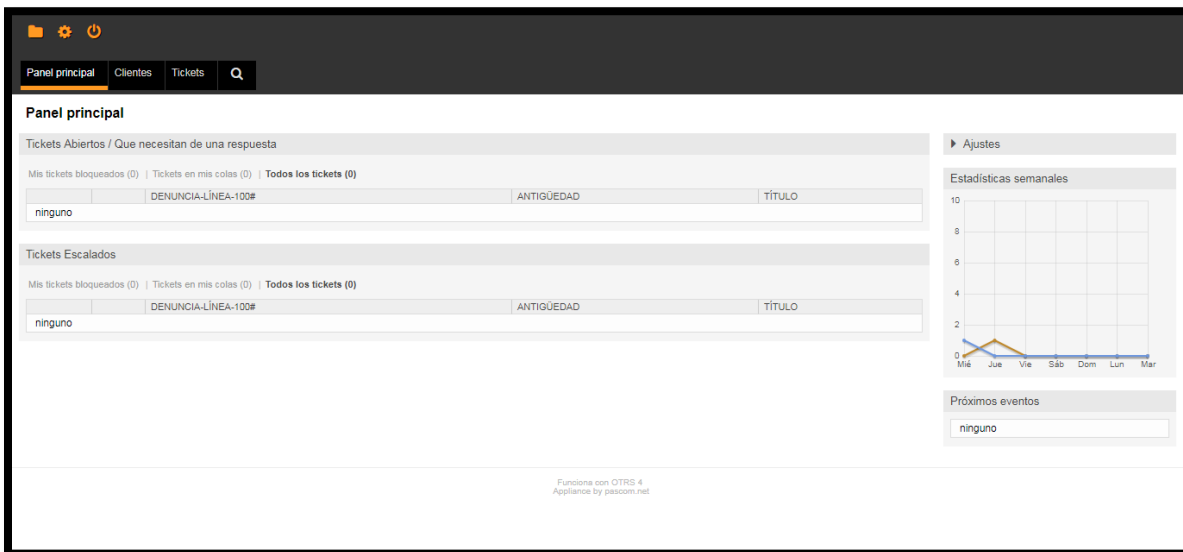 Panel principal Clientes Tickets
Panel principal
Tickets Abiertos / Que necesitan de una respuesta
Mis tickets bloqueados (0) | Tickets en mis colas (0) | Todos los tickets (0)
DENUNCIA-LÍNEA-100# ANTIGÜEDAD TÍTULO
ninguno
Tickets Escalados
Mis tickets bloqueados (0) | Tickets en mis colas (0) | Todos los tickets (0)
DENUNCIA-LÍNEA-100# ANTIGÜEDAD TÍTULO
ninguno
Ajustes
Estadísticas semanales
10
8
6
4
2
0
Mié Jue Vie Sáb Dom Lun Mar
Próximos eventos
ninguno
Funciona con OTRS 4
Appliance by pascom.net